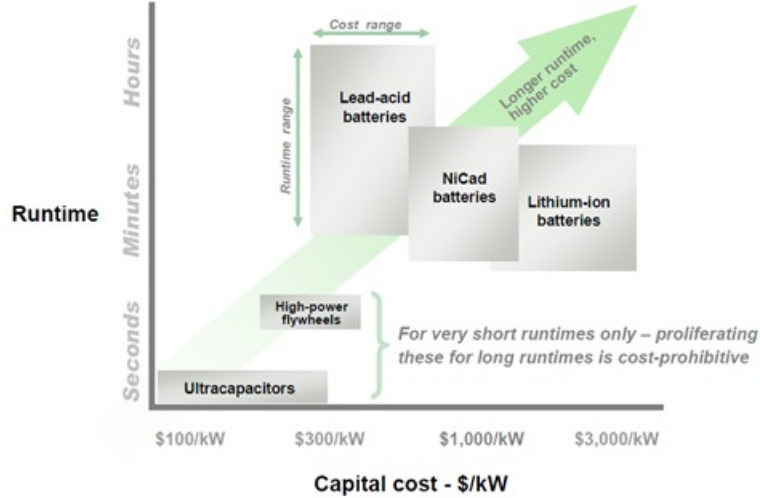 Cost range
Hours
Runtime range
Lead-acid
batteries
Longer runtime,
higher cost
NiCad
batteries
Lithium-ion
batteries
Minutes
Runtime
High-power
flywheels
For very short runtimes only – proliferating
these for long runtimes is cost-prohibitive
Seconds
Ultracapacitors
$100/kW
$300/kW
$1,000/kW
$3,000/kW
Capital cost - $/kW